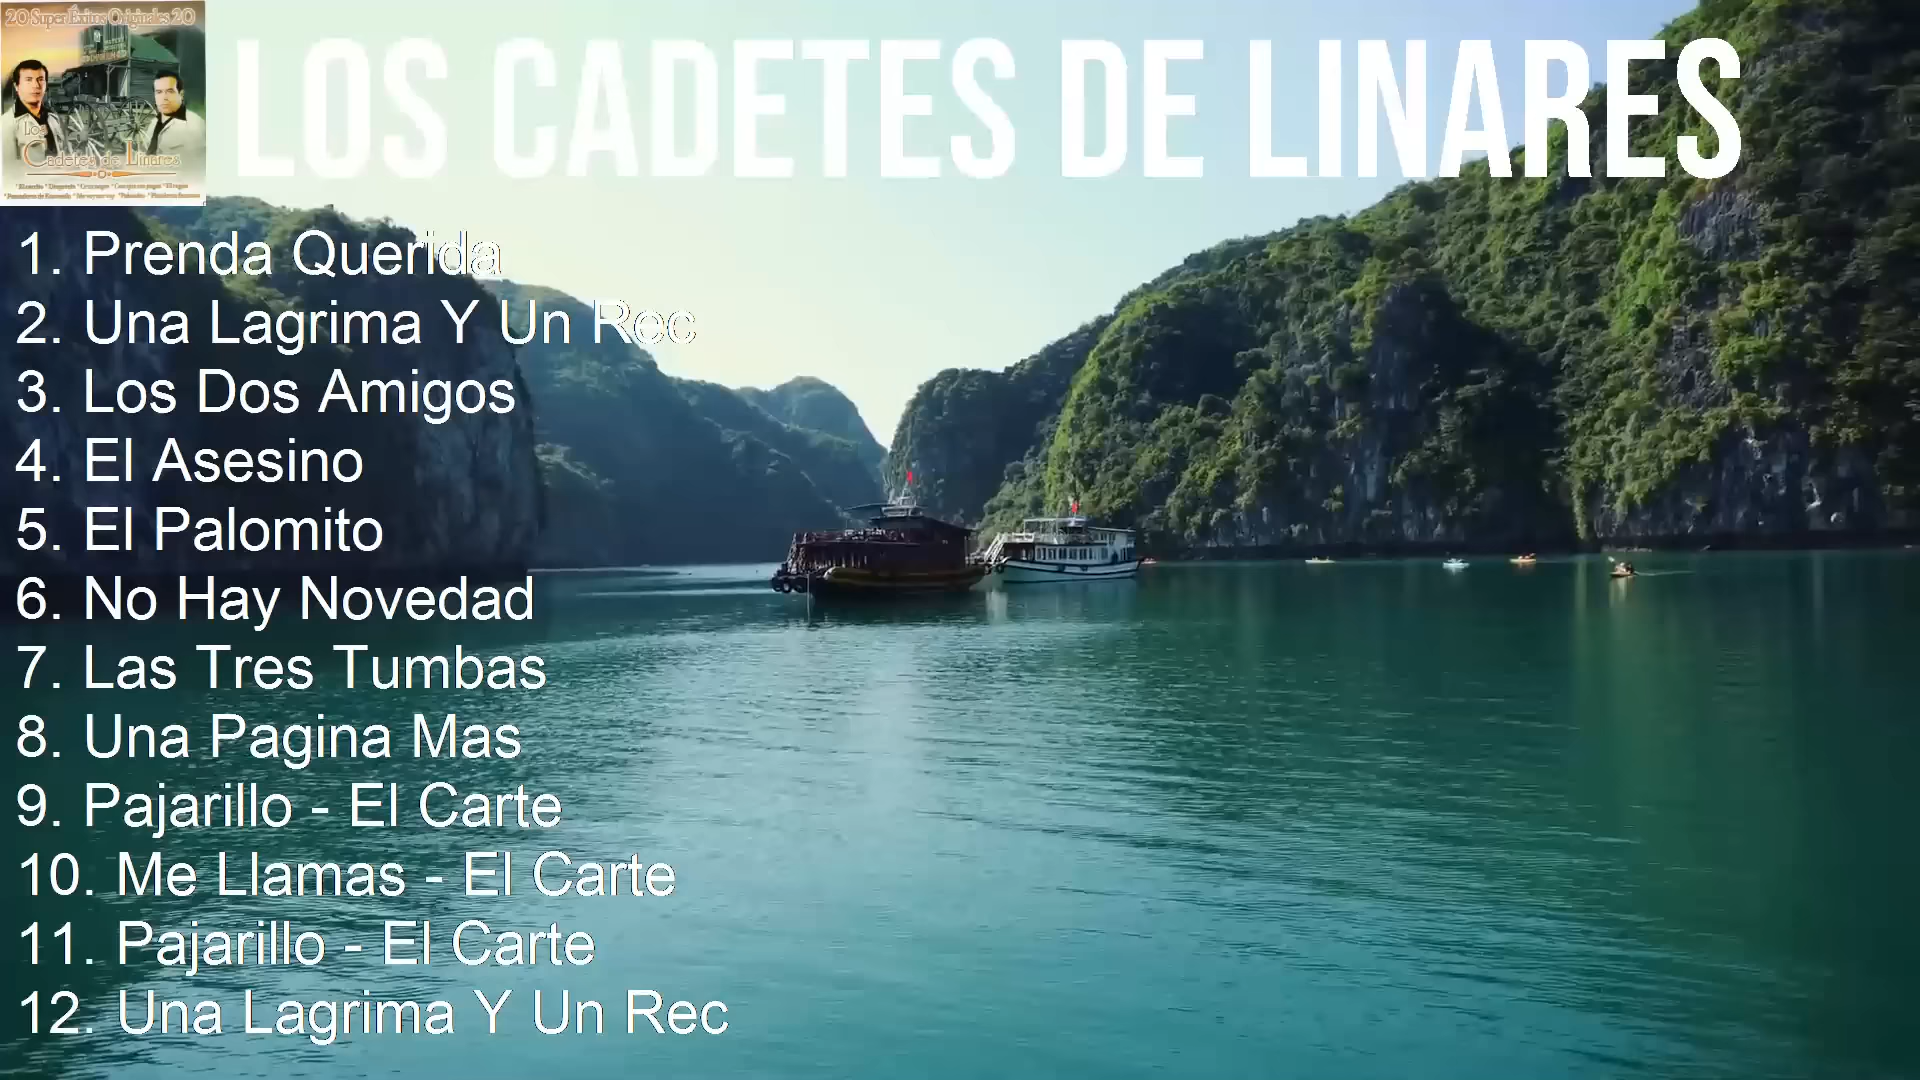 20 Super Éxitos Originales 20
LOS CADETES DE LINARES
los
Cadetes de Linares
1. Prenda Querida
2. Una Lagrima Y Un Rec
3. Los Dos Amigos
4. El Asesino
5. El Palomito
6. No Hay Novedad
7. Las Tres Tumbas
8. Una Pagina Mas
9. Pajarillo - El Carte
10. Me Llamas - El Carte
11. Pajarillo - El Carte
12. Una Lagrima Y Un Rec